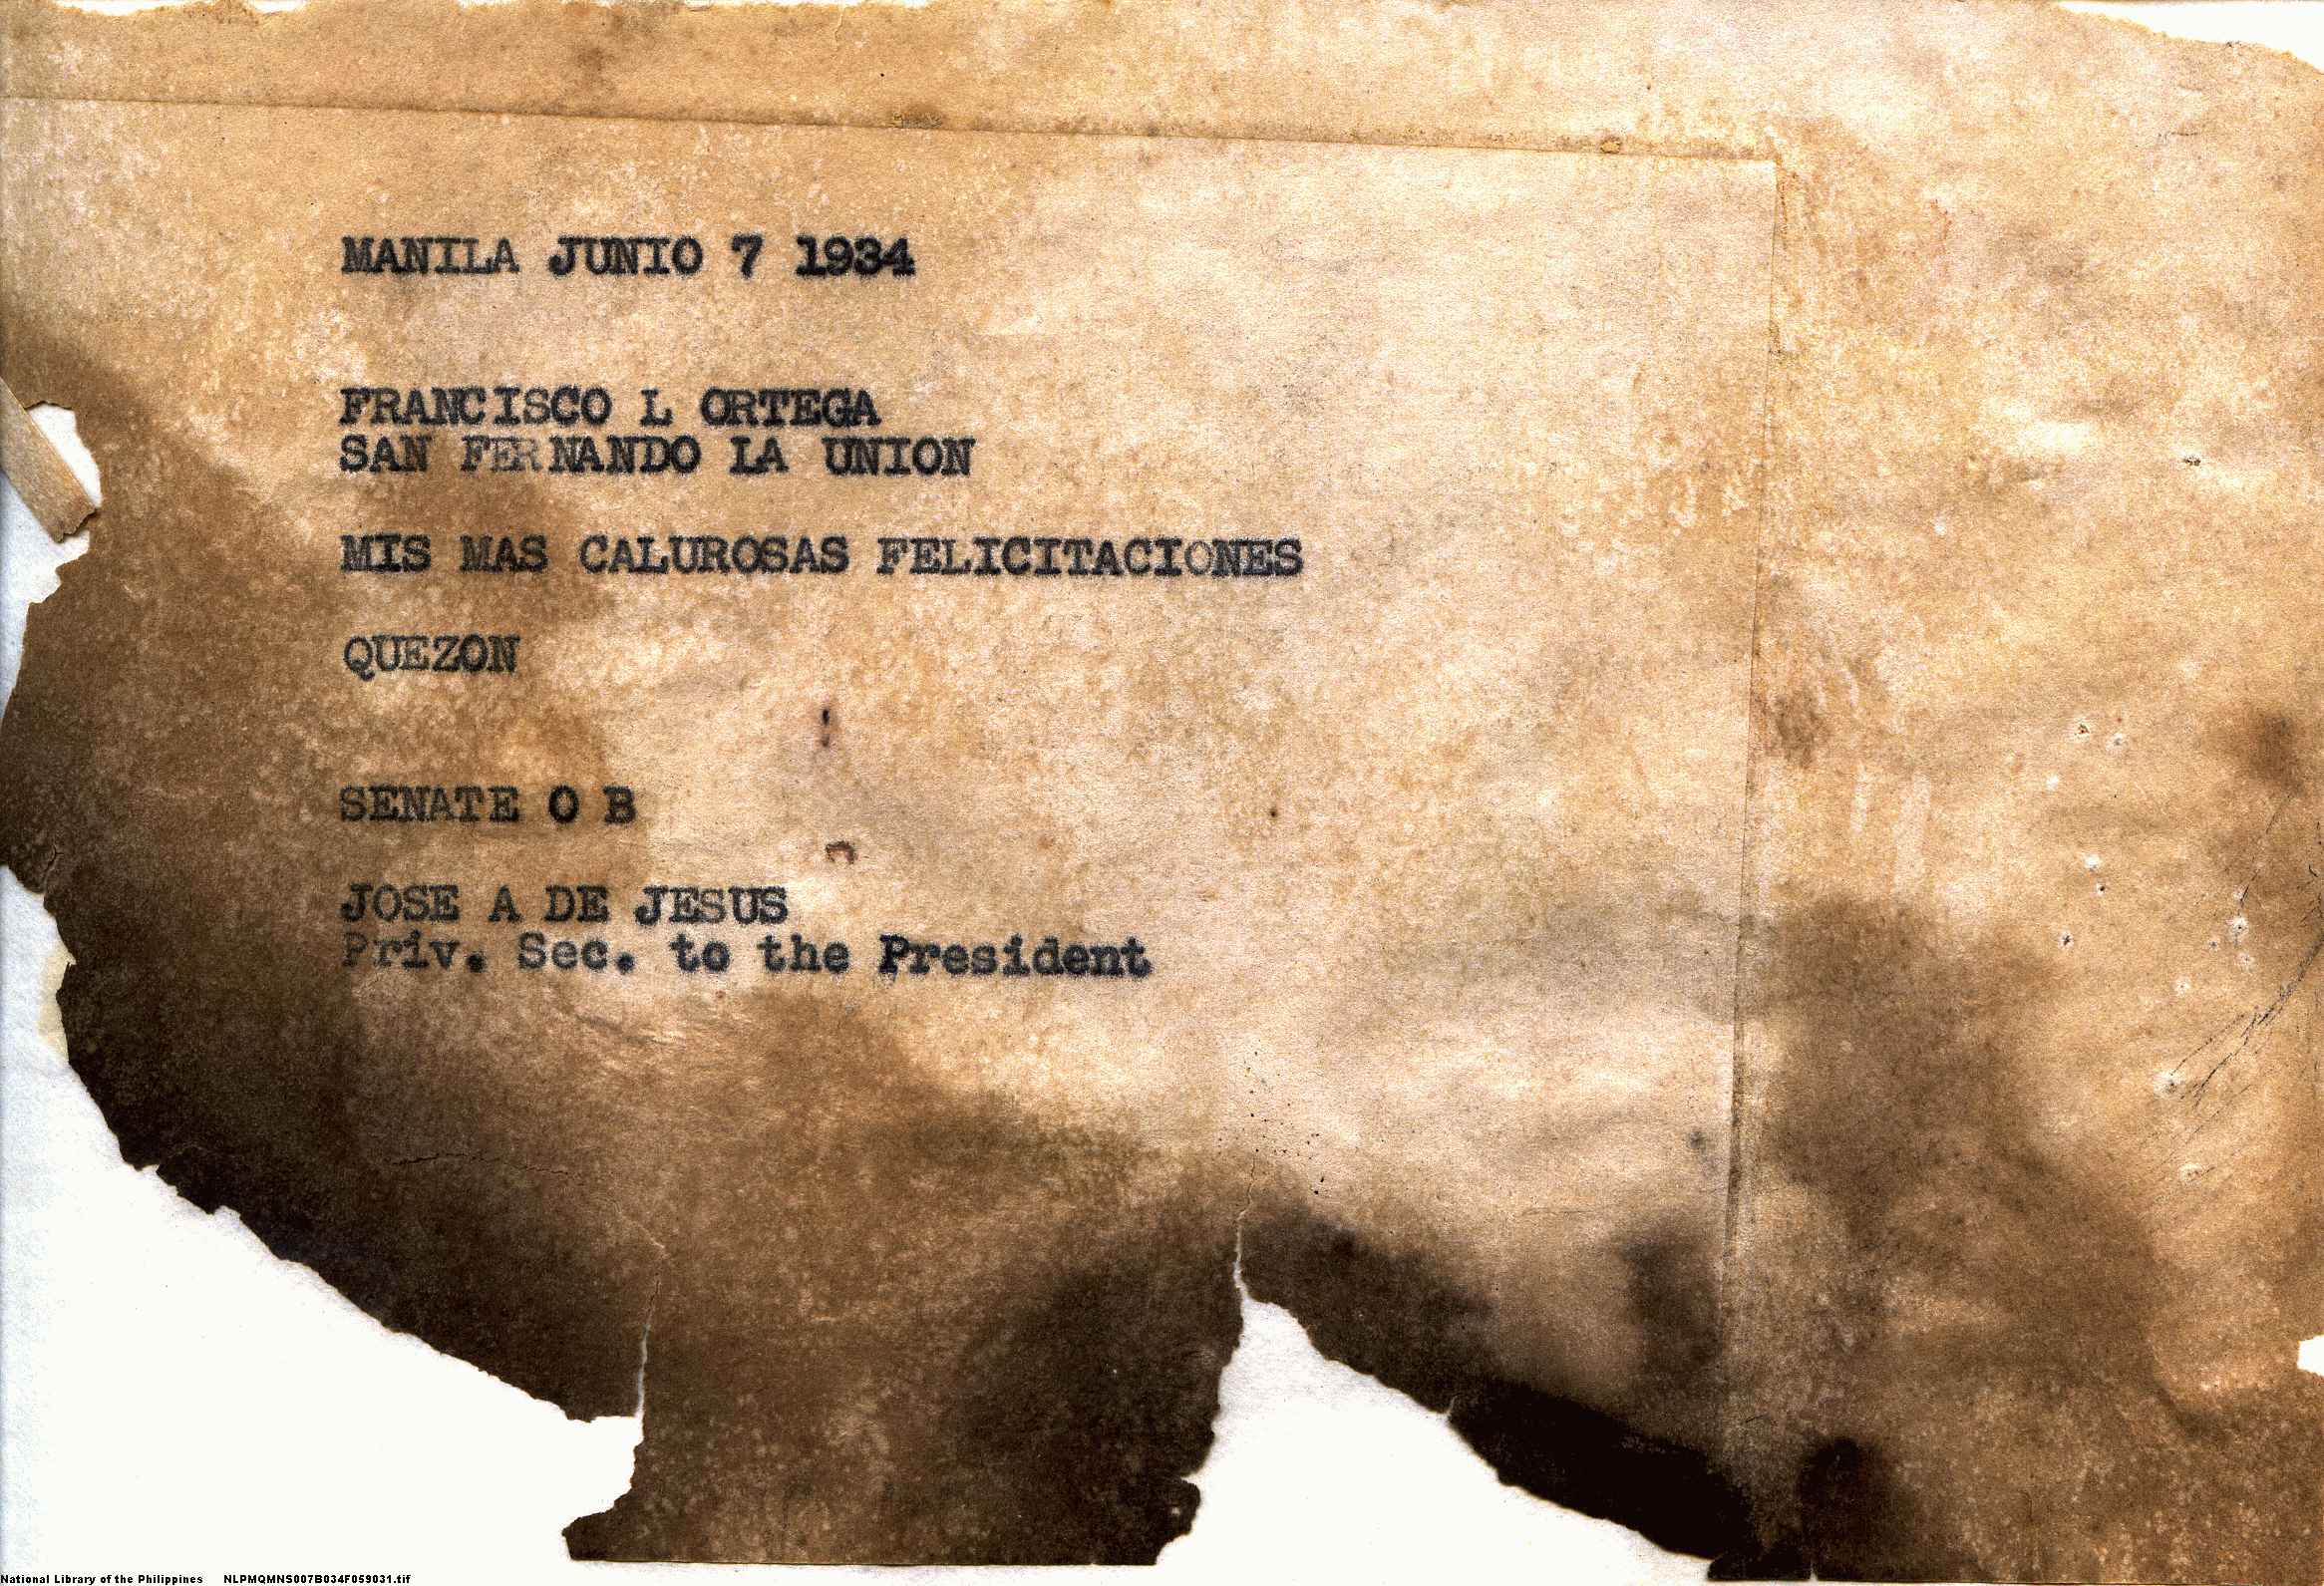 MANILA JUNIO 7 1934
FRANCISCO L ORTEGA
SAN FERNANDO LA UNION
MIS MAS CALUROSAS FELICITACIONES
QUEZON
SENATE O B
JOSE A DE JESUS
Priv. Sec. to the President
National Library of the Philippines NLPMQMNS007B034F059031.tif